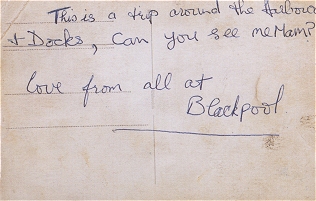 This is a trip around the Harbour
& Docks, Can you see me Mam?
love from all at
Blackpool